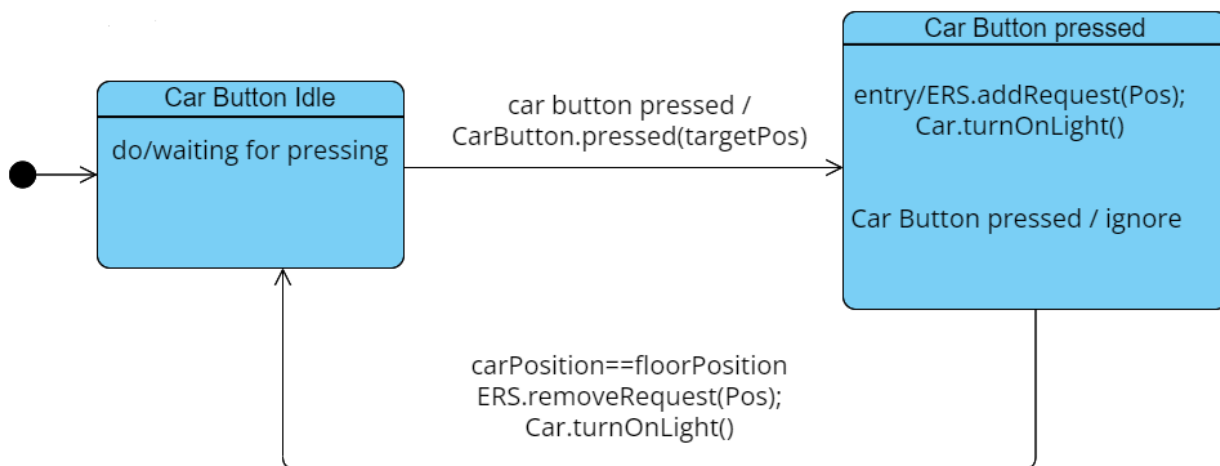 Car Button Idle
do/waiting for pressing
car button pressed /
CarButton.pressed(targetPos)
Car Button pressed
entry/ERS.addRequest(Pos);
Car.turnOnLight()
Car Button pressed / ignore
carPosition==floorPosition
ERS.removeRequest(Pos);
Car.turnOnLight()